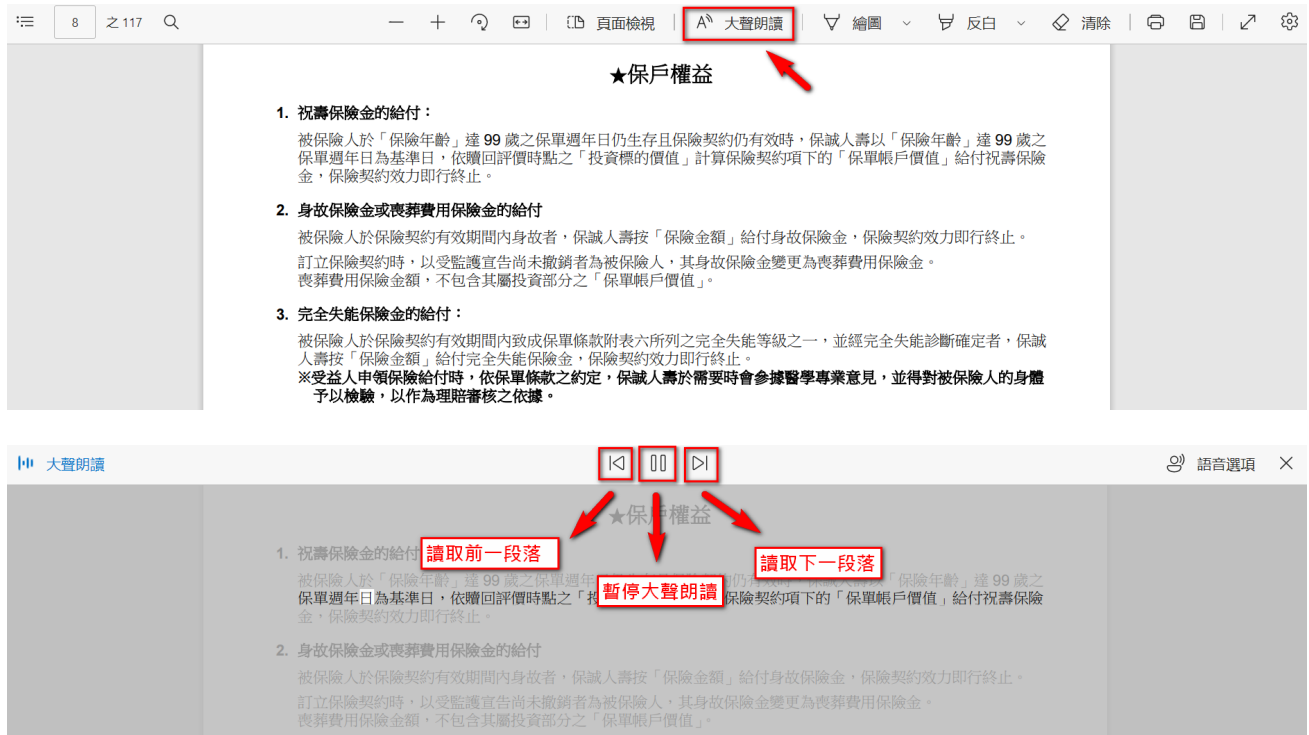 8 之 117 頁面檢視 A 大聲朗讀 繪圖 反白 清除
★保戶權益
1. 祝壽保險金的給付：
被保險人於「保險年齡」達 99 歲之保單週年日仍生存且保險契約仍有效時，保誠人壽以「保險年齡」達 99 歲之
保單週年日為基準日，依贖回評價時點之「投資標的價值」計算保險契約項下的「保單帳戶價值」給付祝壽保險
金，保險契約效力即行終止。
2. 身故保險金或喪葬費用保險金的給付
被保險人於保險契約有效期間內身故者，保誠人壽按「保險金額」給付身故保險金，保險契約效力即行終止。
訂立保險契約時，以受監護宣告尚未撤銷者為被保險人，其身故保險金變更為喪葬費用保險金。
喪葬費用保險金額，不包含其屬投資部分之「保單帳戶價值」。
3. 完全失能保險金的給付：
被保險人於保險契約有效期間內致成保單條款附表六所列之完全失能等級之一，並經完全失能診斷確定者，保誠
人壽按「保險金額」給付完全失能保險金，保險契約效力即行終止。
※受益人申領保險給付時，依保單條款之約定，保誠人壽於需要時會參據醫學專業意見，並得對被保險人的身體
予以檢驗，以作為理賠審核之依據。
大聲朗讀 語音選項
★保戶權益
1. 祝壽保險金的給付
讀取前一段落
讀取下一段落
被保險人於「保險年齡」達 99 歲之保單週年 仍有效時 「保險年齡」達 99 歲之
暫停大聲朗讀
保單週年日為基準日，依贖回評價時點之「投 保險契約項下的「保單帳戶價值」給付祝壽保險
金，保險契約效力即行終止。
2. 身故保險金或喪葬費用保險金的給付
被保險人於保險契約有效期間內身故者，保誠人壽按「保險金額」給付身故保險金，保險契約效力即行終止。
訂立保險契約時，以受監護宣告尚未撤銷者為被保險人，其身故保險金變更為喪葬費用保險金。
喪葬費用保險金額，不包含其屬投資部分之「保單帳戶價值」。